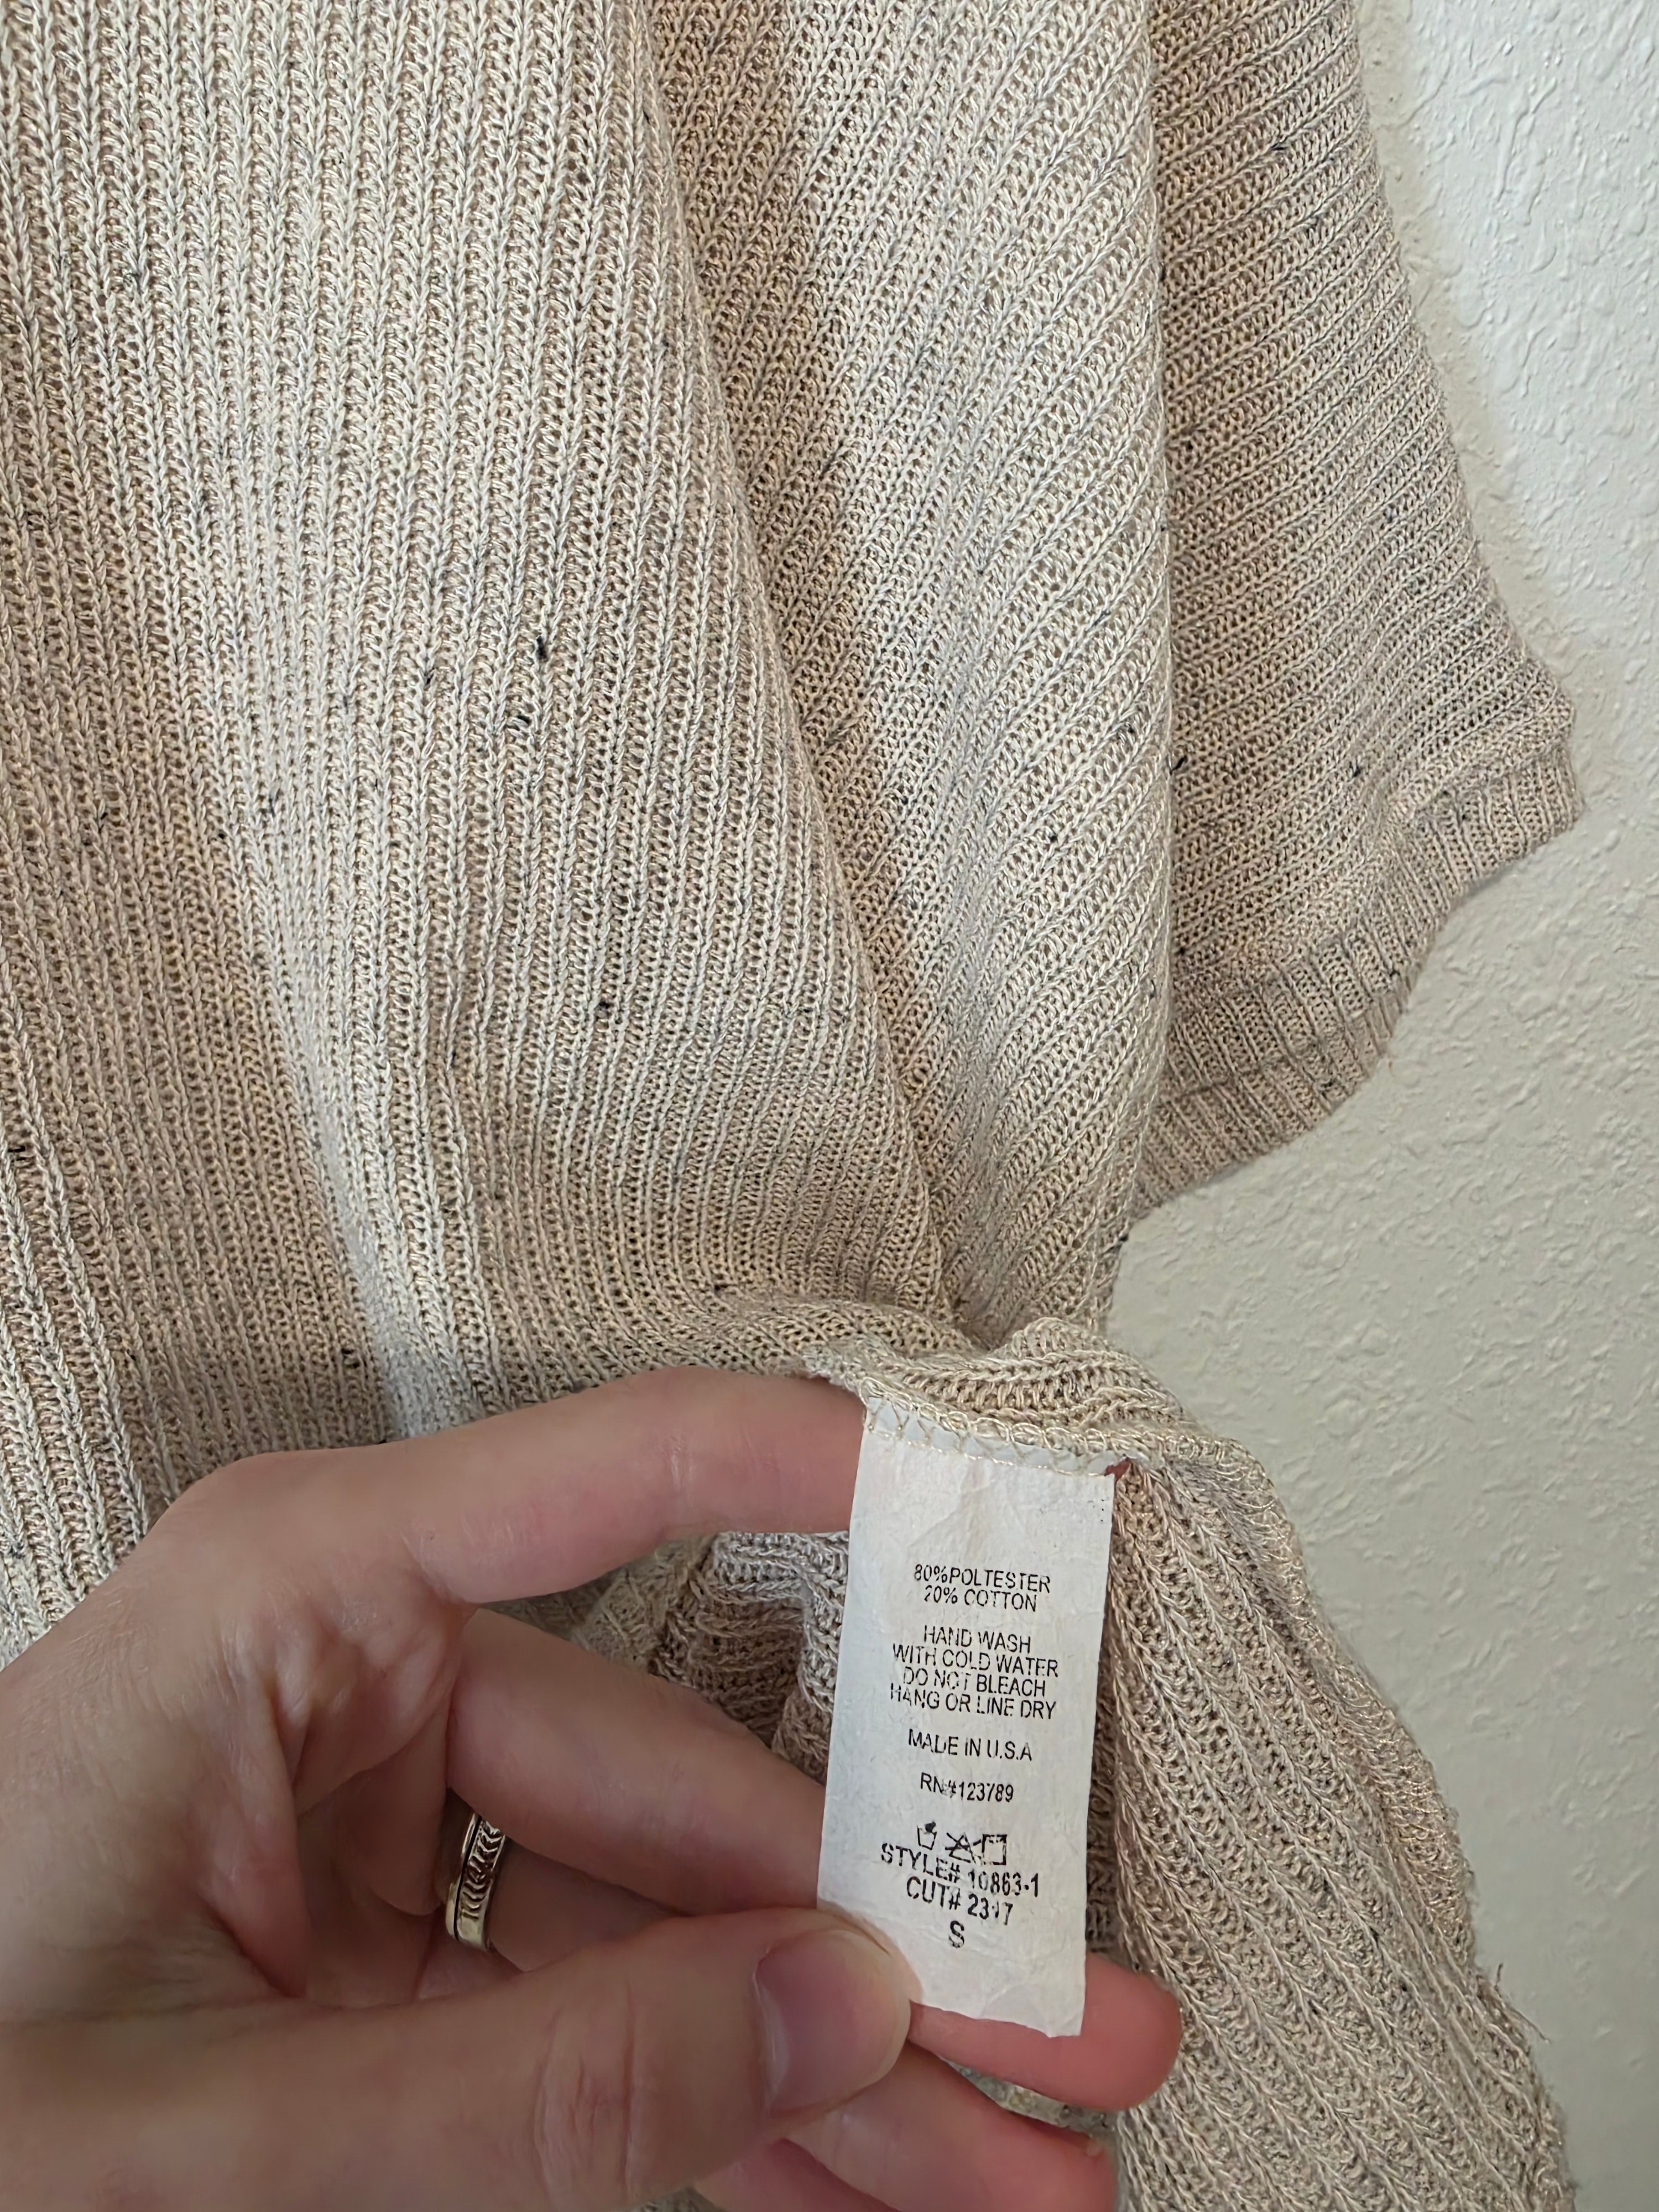 80%POLTESTER
20% COTTON
HAND WASH
WITH COLD WATER
DO NOT BLEACH
HANG OR LINE DRY
MADE IN U.S.A
RN#123789
STYLE# 10863-1
CUT# 2317
S